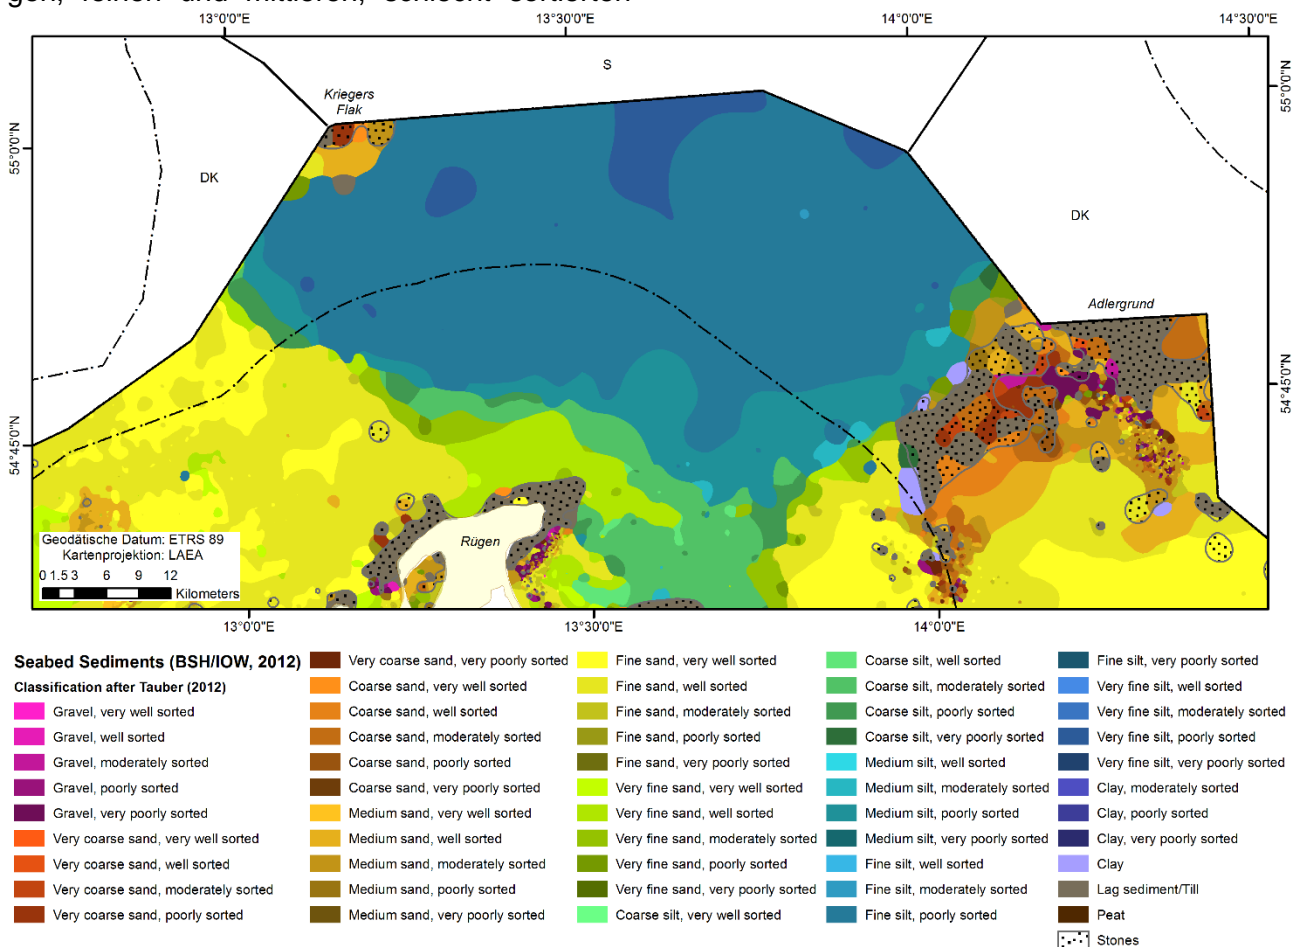 gen, feinen und mittleren, schlecht sortierten
13°0'0"E
13°30'0"E
14°0'0"E
14°30'0"E
S
Kriegers
Flak
55°0'0"N
55°0'0"N
DK
DK
Adlergrund
54°45'0"N
54°45'0"N
Rügen
Geodätische Datum: ETRS 89
Kartenprojektion: LAEA
0 1.5 3 6 9 12
Kilometers
13°0'0"E
13°30'0"E
14°0'0"E
Seabed Sediments (BSH/IOW, 2012)
Classification after Tauber (2012)
Gravel, very well sorted
Gravel, well sorted
Gravel, moderately sorted
Gravel, poorly sorted
Gravel, very poorly sorted
Very coarse sand, very well sorted
Very coarse sand, well sorted
Very coarse sand, moderately sorted
Very coarse sand, poorly sorted
Very coarse sand, very poorly sorted
Coarse sand, very well sorted
Coarse sand, well sorted
Coarse sand, moderately sorted
Coarse sand, poorly sorted
Coarse sand, very poorly sorted
Medium sand, very well sorted
Medium sand, well sorted
Medium sand, moderately sorted
Medium sand, poorly sorted
Medium sand, very poorly sorted
Fine sand, very well sorted
Fine sand, well sorted
Fine sand, moderately sorted
Fine sand, poorly sorted
Fine sand, very poorly sorted
Very fine sand, very well sorted
Very fine sand, well sorted
Very fine sand, moderately sorted
Very fine sand, poorly sorted
Very fine sand, very poorly sorted
Coarse silt, very well sorted
Coarse silt, well sorted
Coarse silt, moderately sorted
Coarse silt, poorly sorted
Coarse silt, very poorly sorted
Medium silt, well sorted
Medium silt, moderately sorted
Medium silt, poorly sorted
Medium silt, very poorly sorted
Fine silt, well sorted
Fine silt, moderately sorted
Fine silt, poorly sorted
Fine silt, very poorly sorted
Very fine silt, well sorted
Very fine silt, moderately sorted
Very fine silt, poorly sorted
Very fine silt, very poorly sorted
Clay, moderately sorted
Clay, poorly sorted
Clay, very poorly sorted
Clay
Lag sediment/Till
Peat
Stones